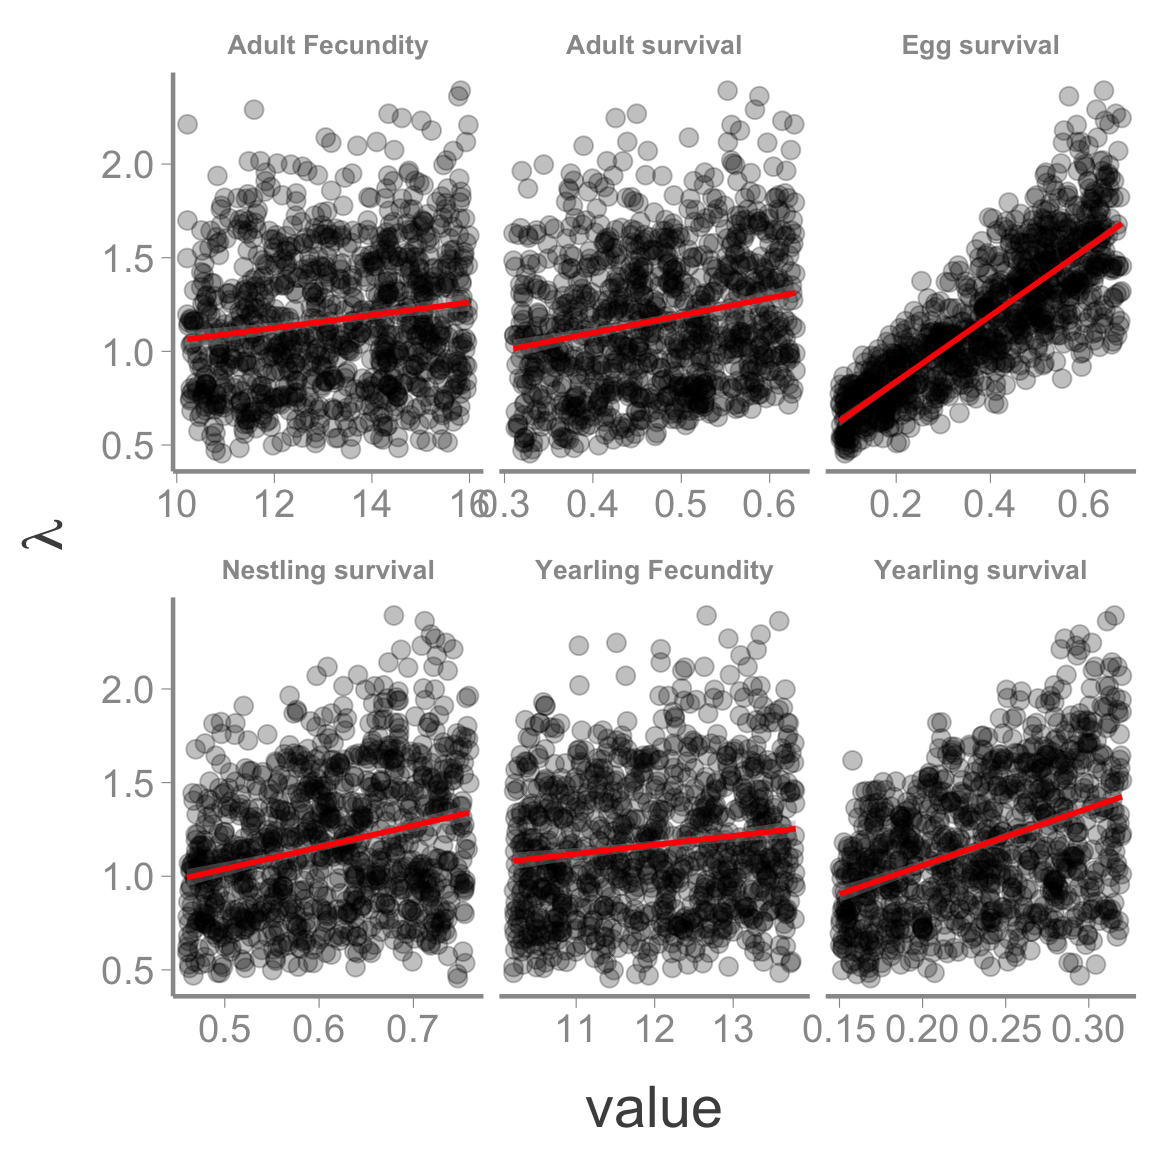 Adult Fecundity Adult survival Egg survival
2.0
1.5
1.0
0.5
10 12 14 16 0.3 0.4 0.5 0.6 0.2 0.4 0.6
λ
Nestling survival Yearling Fecundity Yearling survival
2.0
1.5
1.0
0.5
0.5 0.6 0.7 11 12 13 0.15 0.20 0.25 0.30
value